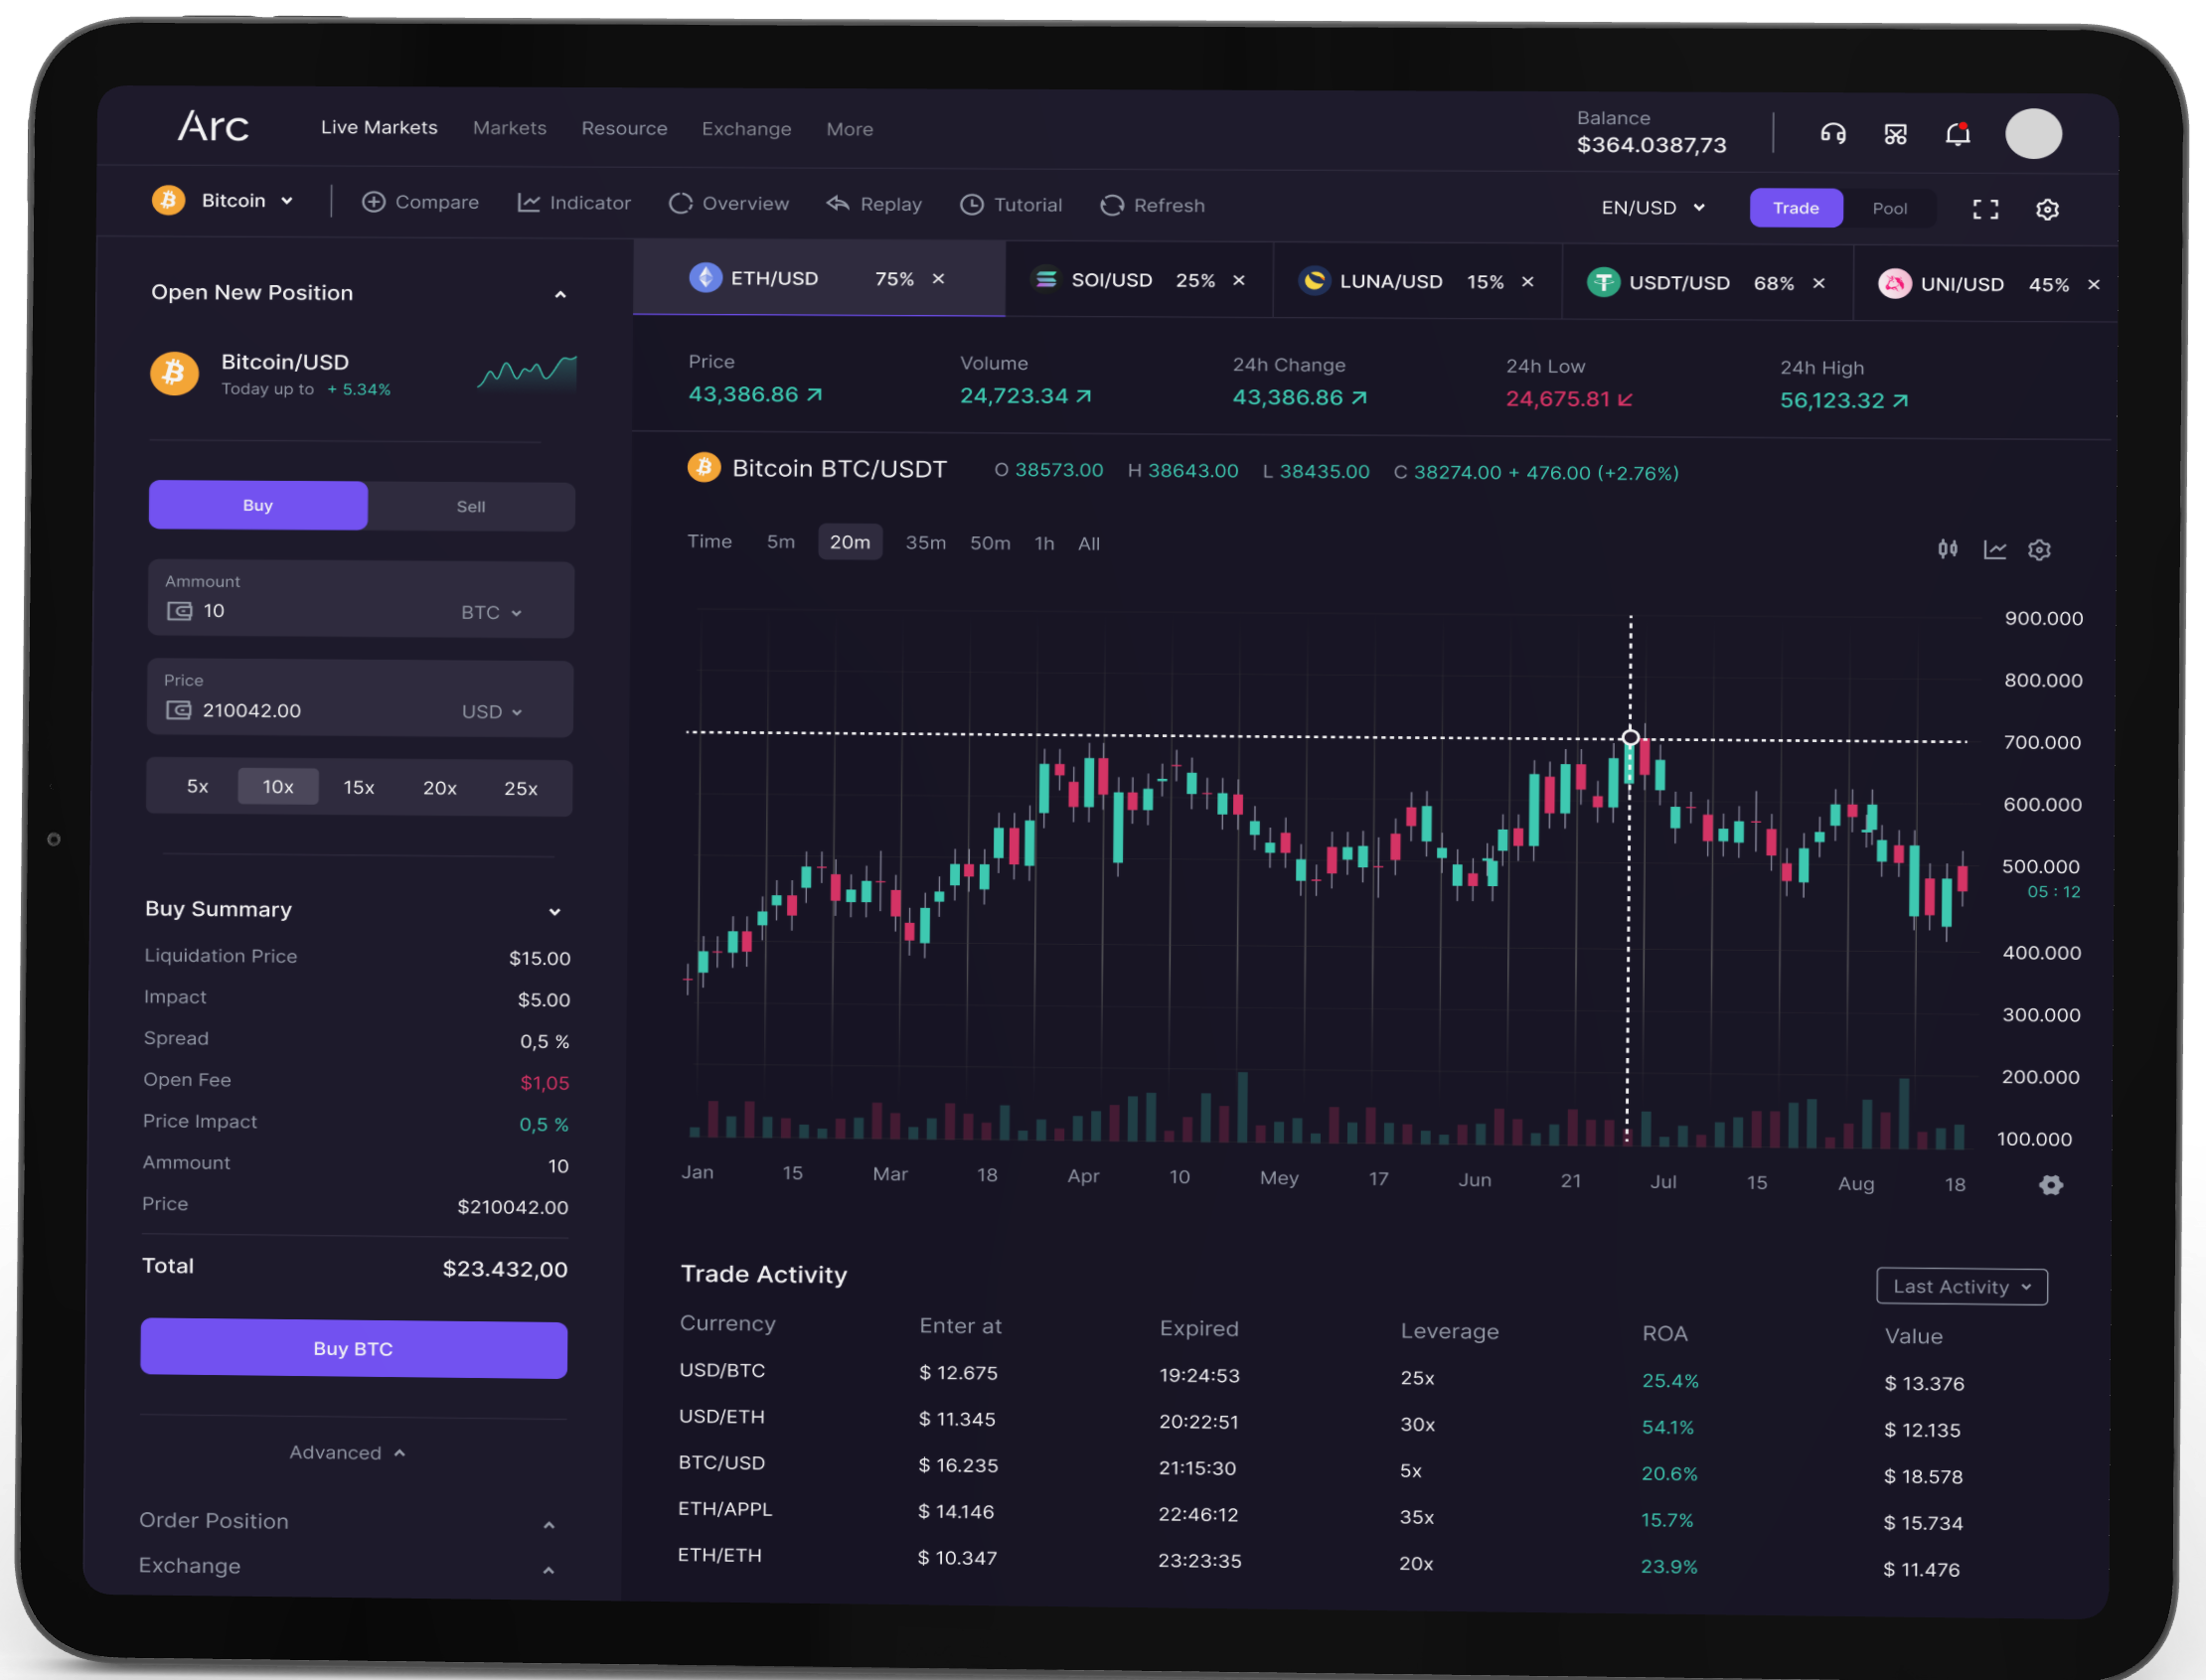 Arc Live Markets Markets Resource Exchange More Balance
$364.0387,73
Bitcoin Compare Indicator Overview Replay Tutorial Refresh EN/USD Trade Pool
Open New Position
Bitcoin/USD
Today up to + 5.34%
Buy Sell
Ammount
10 BTC
Price
210042.00 USD
5x 10x 15x 20x 25x
Buy Summary
Liquidation Price $15.00
Impact $5.00
Spread 0,5 %
Open Fee $1,05
Price Impact 0,5 %
Ammount 10
Price $210042.00
Total $23.432,00
Buy BTC
Advanced
Order Position
Exchange
ETH/USD 75% × SOI/USD 25% × LUNA/USD 15% × USDT/USD 68% × UNI/USD 45% ×
Price Volume 24h Change 24h Low 24h High
43,386.86 24,723.34 43,386.86 24,675.81 56,123.32
Bitcoin BTC/USDT O 38573.00 H 38643.00 L 38435.00 C 38274.00 + 476.00 (+2.76%)
Time 5m 20m 35m 50m 1h All
900.000
800.000
700.000
600.000
500.000
05 : 12
400.000
300.000
200.000
100.000
Jan 15 Mar 18 Apr 10 Mey 17 Jun 21 Jul 15 Aug 18
Trade Activity Last Activity
Currency Enter at Expired Leverage ROA Value
USD/BTC $ 12.675 19:24:53 25x 25.4% $ 13.376
USD/ETH $ 11.345 20:22:51 30x 54.1% $ 12.135
BTC/USD $ 16.235 21:15:30 5x 20.6% $ 18.578
ETH/APPL $ 14.146 22:46:12 35x 15.7% $ 15.734
ETH/ETH $ 10.347 23:23:35 20x 23.9% $ 11.476